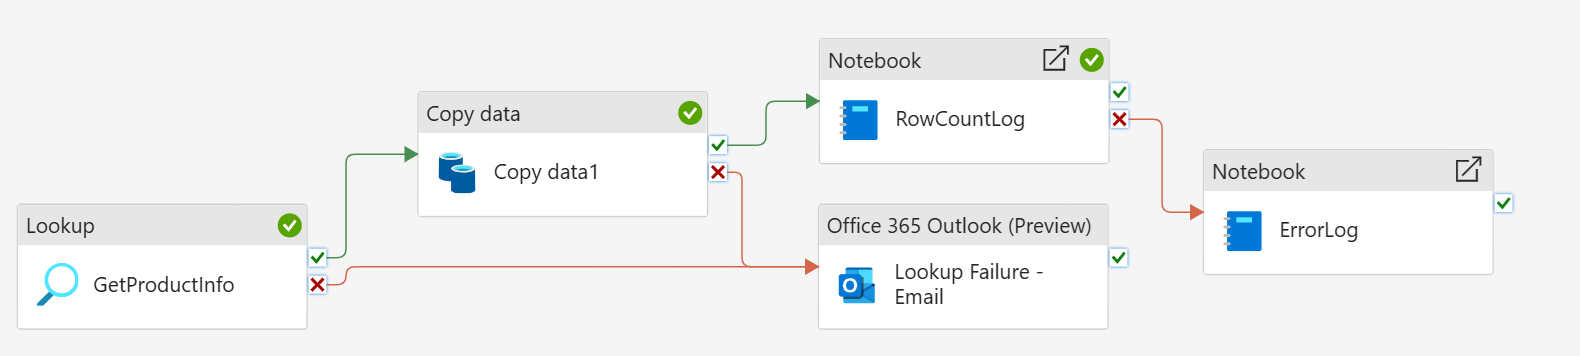 Lookup
GetProductInfo
Copy data
Copy data1
Notebook
RowCountLog
Office 365 Outlook (Preview)
Lookup Failure -
Email
Notebook
ErrorLog